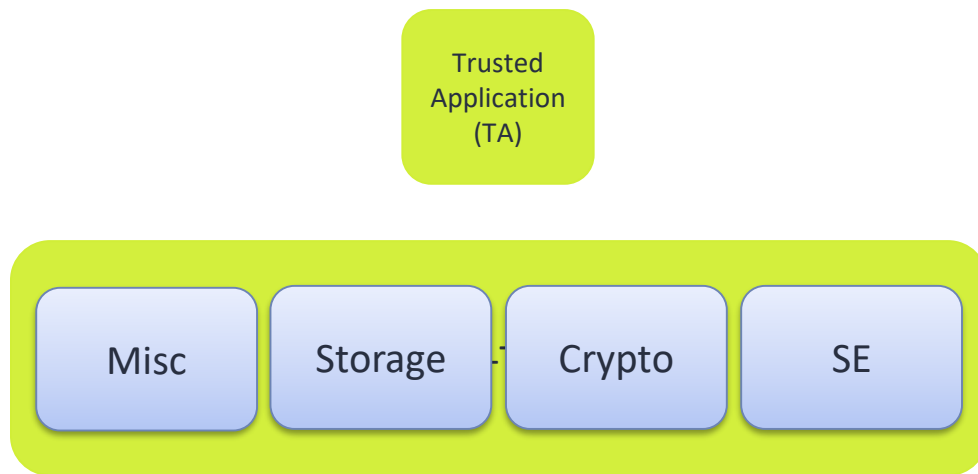 Trusted
Application
(TA)
Misc
Storage
Crypto
SE